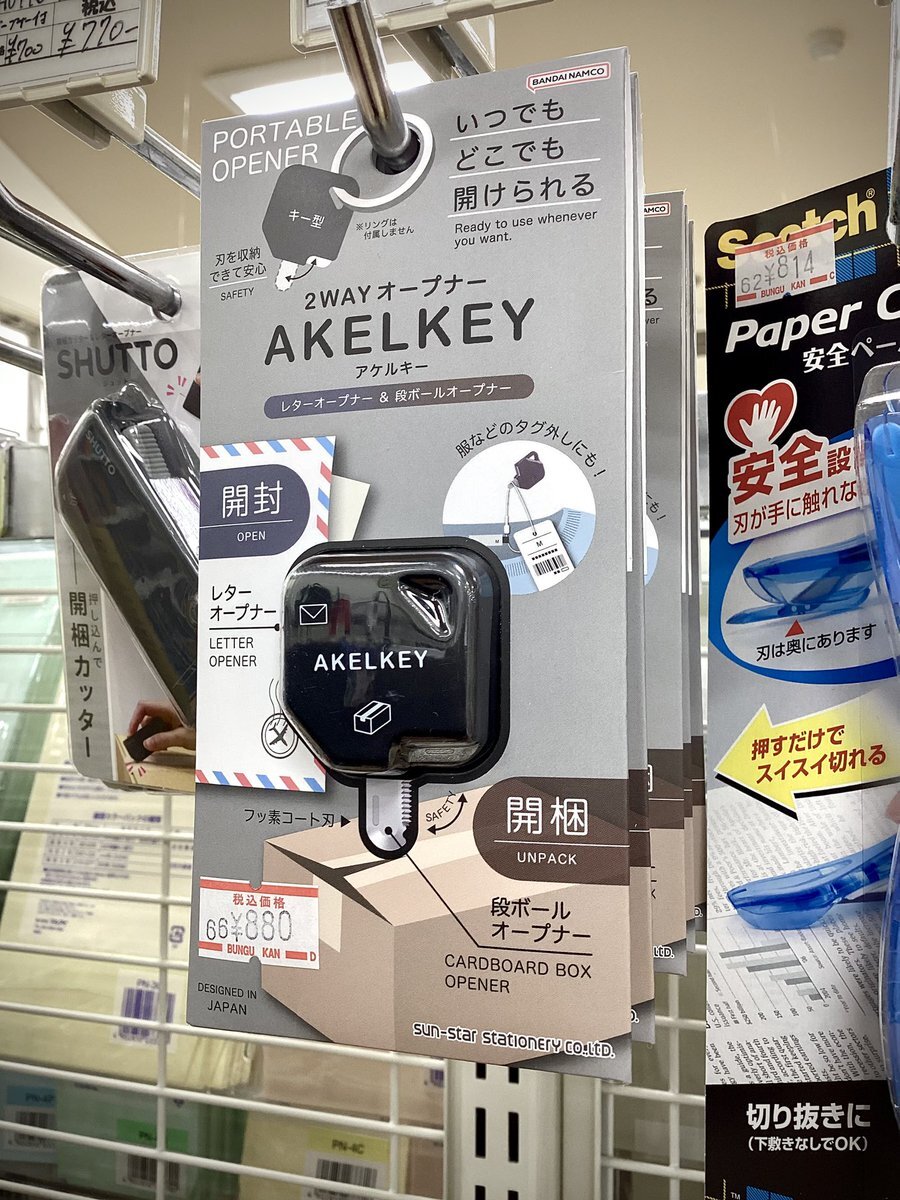 税込
¥700
¥770-
BANDAI NAMCO
PORTABLE
OPENER
いつでも
どこでも
開けられる
Ready to use whenever
you want.
キー型
※リングは
付属しません
刃を収納
できて安心
SAFETY
2WAY オープナー
AKELKEY
アケルキー
レターオープナー & 段ボールオープナー
服などのタグ外しにも!
M
M
開封
OPEN
レター
オープナー
LETTER
OPENER
AKELKEY
フッ素コート刃
SAFETY
開梱
UNPACK
税込価格
66 ¥880
BUNGU KAN D
段ボール
オープナー
CARDBOARD BOX
OPENER
DESIGNED IN
JAPAN
sun-star stationery co.,ltd.
SHUTTO
SHUTTO
押し込んで
開梱カッター
NAMCO
LTD.
Scotch®
税込価格
62 ¥814
BUNGU KAN C
Paper C
安全ペー
安全設
刃が手に触れな
刃は奥にあります
押すだけで
スイスイ切れる
切り抜きに
(下敷きなしでOK)
PN-4C